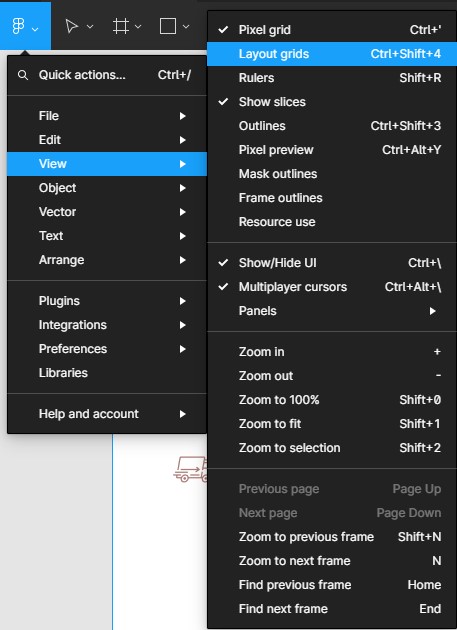 Quick actions... Ctrl+/
File
Edit
View
Object
Vector
Text
Arrange
Plugins
Integrations
Preferences
Libraries
Help and account
Pixel grid Ctrl+'
Layout grids Ctrl+Shift+4
Rulers Shift+R
Show slices
Outlines Ctrl+Shift+3
Pixel preview Ctrl+Alt+Y
Mask outlines
Frame outlines
Resource use
Show/Hide UI Ctrl+\
Multiplayer cursors Ctrl+Alt+\
Panels
Zoom in +
Zoom out -
Zoom to 100% Shift+0
Zoom to fit Shift+1
Zoom to selection Shift+2
Previous page Page Up
Next page Page Down
Zoom to previous frame Shift+N
Zoom to next frame N
Find previous frame Home
Find next frame End